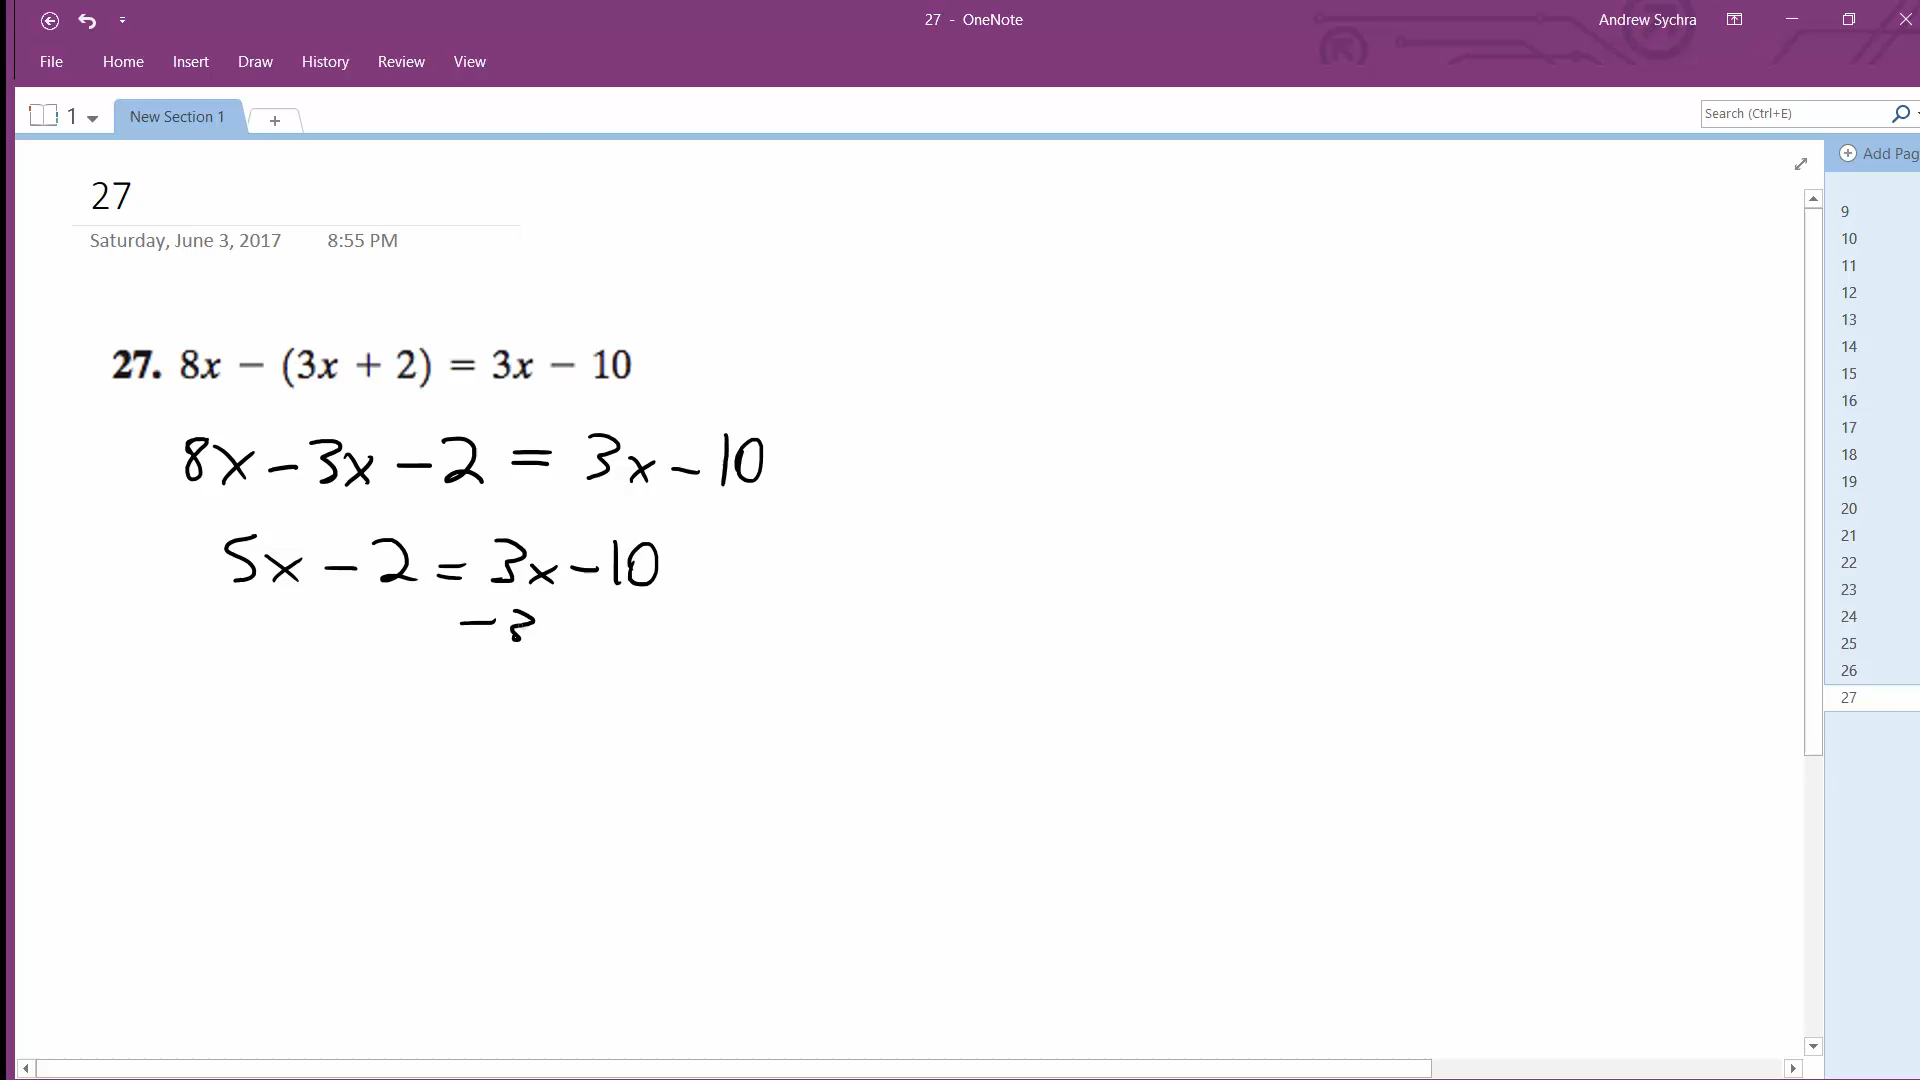 27 - OneNote
Andrew Sychra
File Home Insert Draw History Review View
1 New Section 1 +
Search (Ctrl+E)
Add Pag
27
Saturday, June 3, 2017 8:55 PM
27. 8x − (3x + 2) = 3x − 10
8x − 3x − 2 = 3x − 10
5x − 2 = 3x − 10
− 3
9
10
11
12
13
14
15
16
17
18
19
20
21
22
23
24
25
26
27